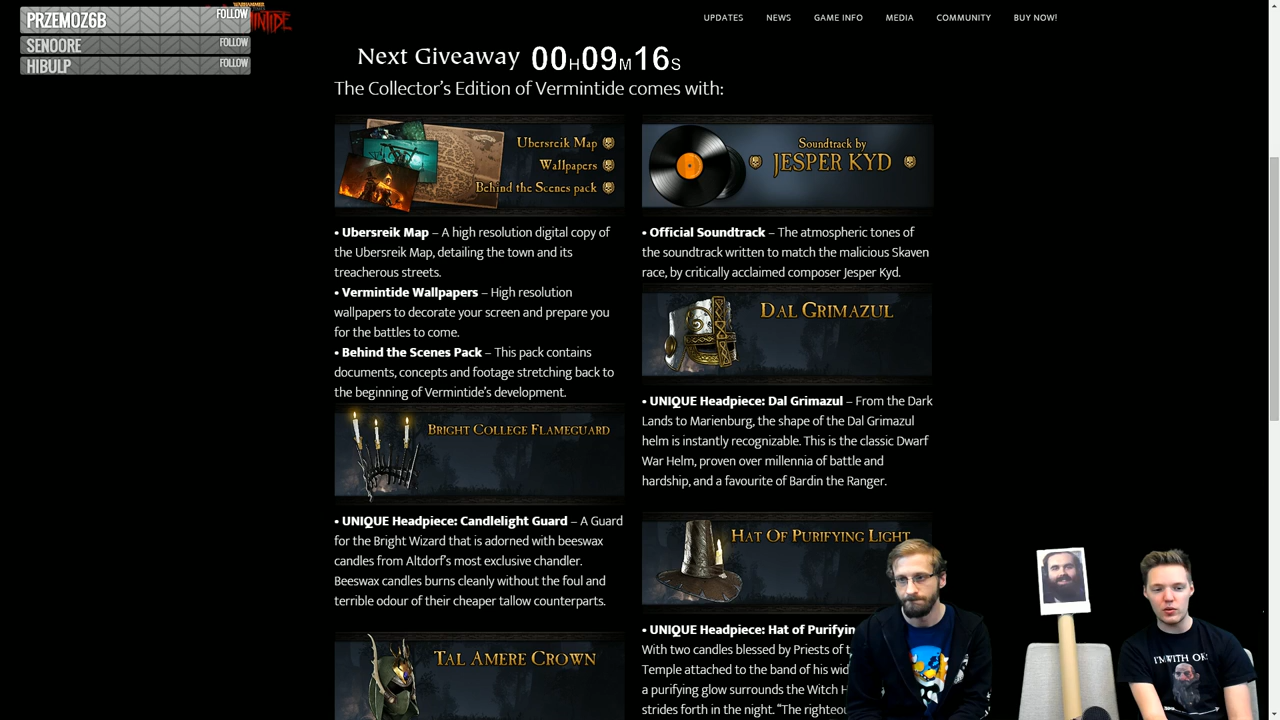 PRZEMOZ6B FOLLOW
SENOORE FOLLOW
HIBULP FOLLOW
WARHAMMER
UPDATES NEWS GAME INFO MEDIA COMMUNITY BUY NOW!
Next Giveaway 00H09M16S
The Collector's Edition of Vermintide comes with:
Ubersreik Map
Wallpapers
Behind the Scenes pack
• Ubersreik Map – A high resolution digital copy of
the Ubersreik Map, detailing the town and its
treacherous streets.
• Vermintide Wallpapers – High resolution
wallpapers to decorate your screen and prepare you
for the battles to come.
• Behind the Scenes Pack – This pack contains
documents, concepts and footage stretching back to
the beginning of Vermintide's development.
Bright College Flameguard
• UNIQUE Headpiece: Candlelight Guard – A Guard
for the Bright Wizard that is adorned with beeswax
candles from Altdorf's most exclusive chandler.
Beeswax candles burns cleanly without the foul and
terrible odour of their cheaper tallow counterparts.
Tal Amere Crown
Soundtrack by
JESPER KYD
• Official Soundtrack – The atmospheric tones of
the soundtrack written to match the malicious Skaven
race, by critically acclaimed composer Jesper Kyd.
Dal Grimazul
• UNIQUE Headpiece: Dal Grimazul – From the Dark
Lands to Marienburg, the shape of the Dal Grimazul
helm is instantly recognizable. This is the classic Dwarf
War Helm, proven over millennia of battle and
hardship, and a favourite of Bardin the Ranger.
Hat Of Purifying Light
• UNIQUE Headpiece: Hat of Purifyin
With two candles blessed by Priests of t
Temple attached to the band of his wid
a purifying glow surrounds the Witch H
strides forth in the night. "The righteou
I'M WITH